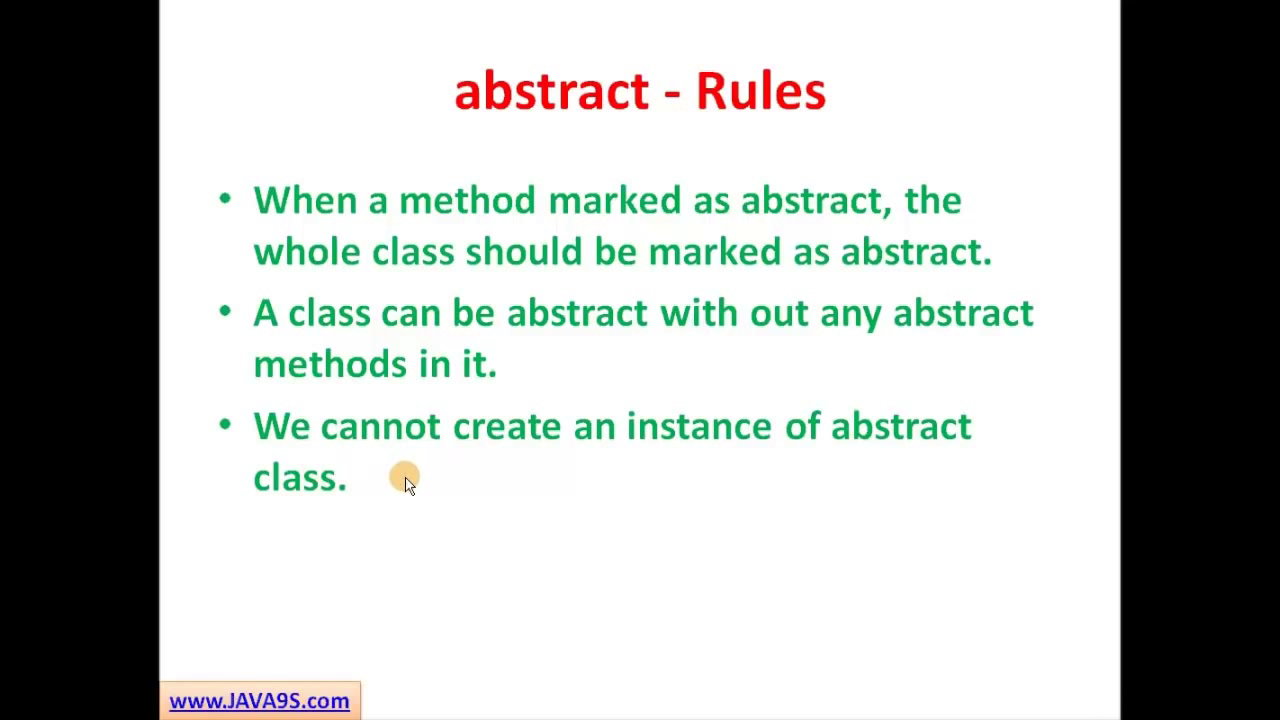 abstract - Rules
• When a method marked as abstract, the
whole class should be marked as abstract.
• A class can be abstract with out any abstract
methods in it.
• We cannot create an instance of abstract
class.
www.JAVA9S.com